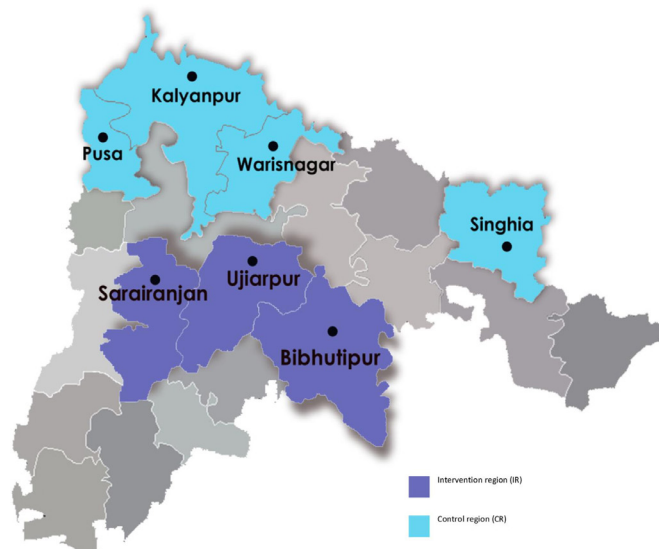 Kalyanpur
Pusa
Warisnagar
Singhia
Ujiarpur
Sarairanjan
Bibhutipur
Intervention region (IR)
Control region (CR)